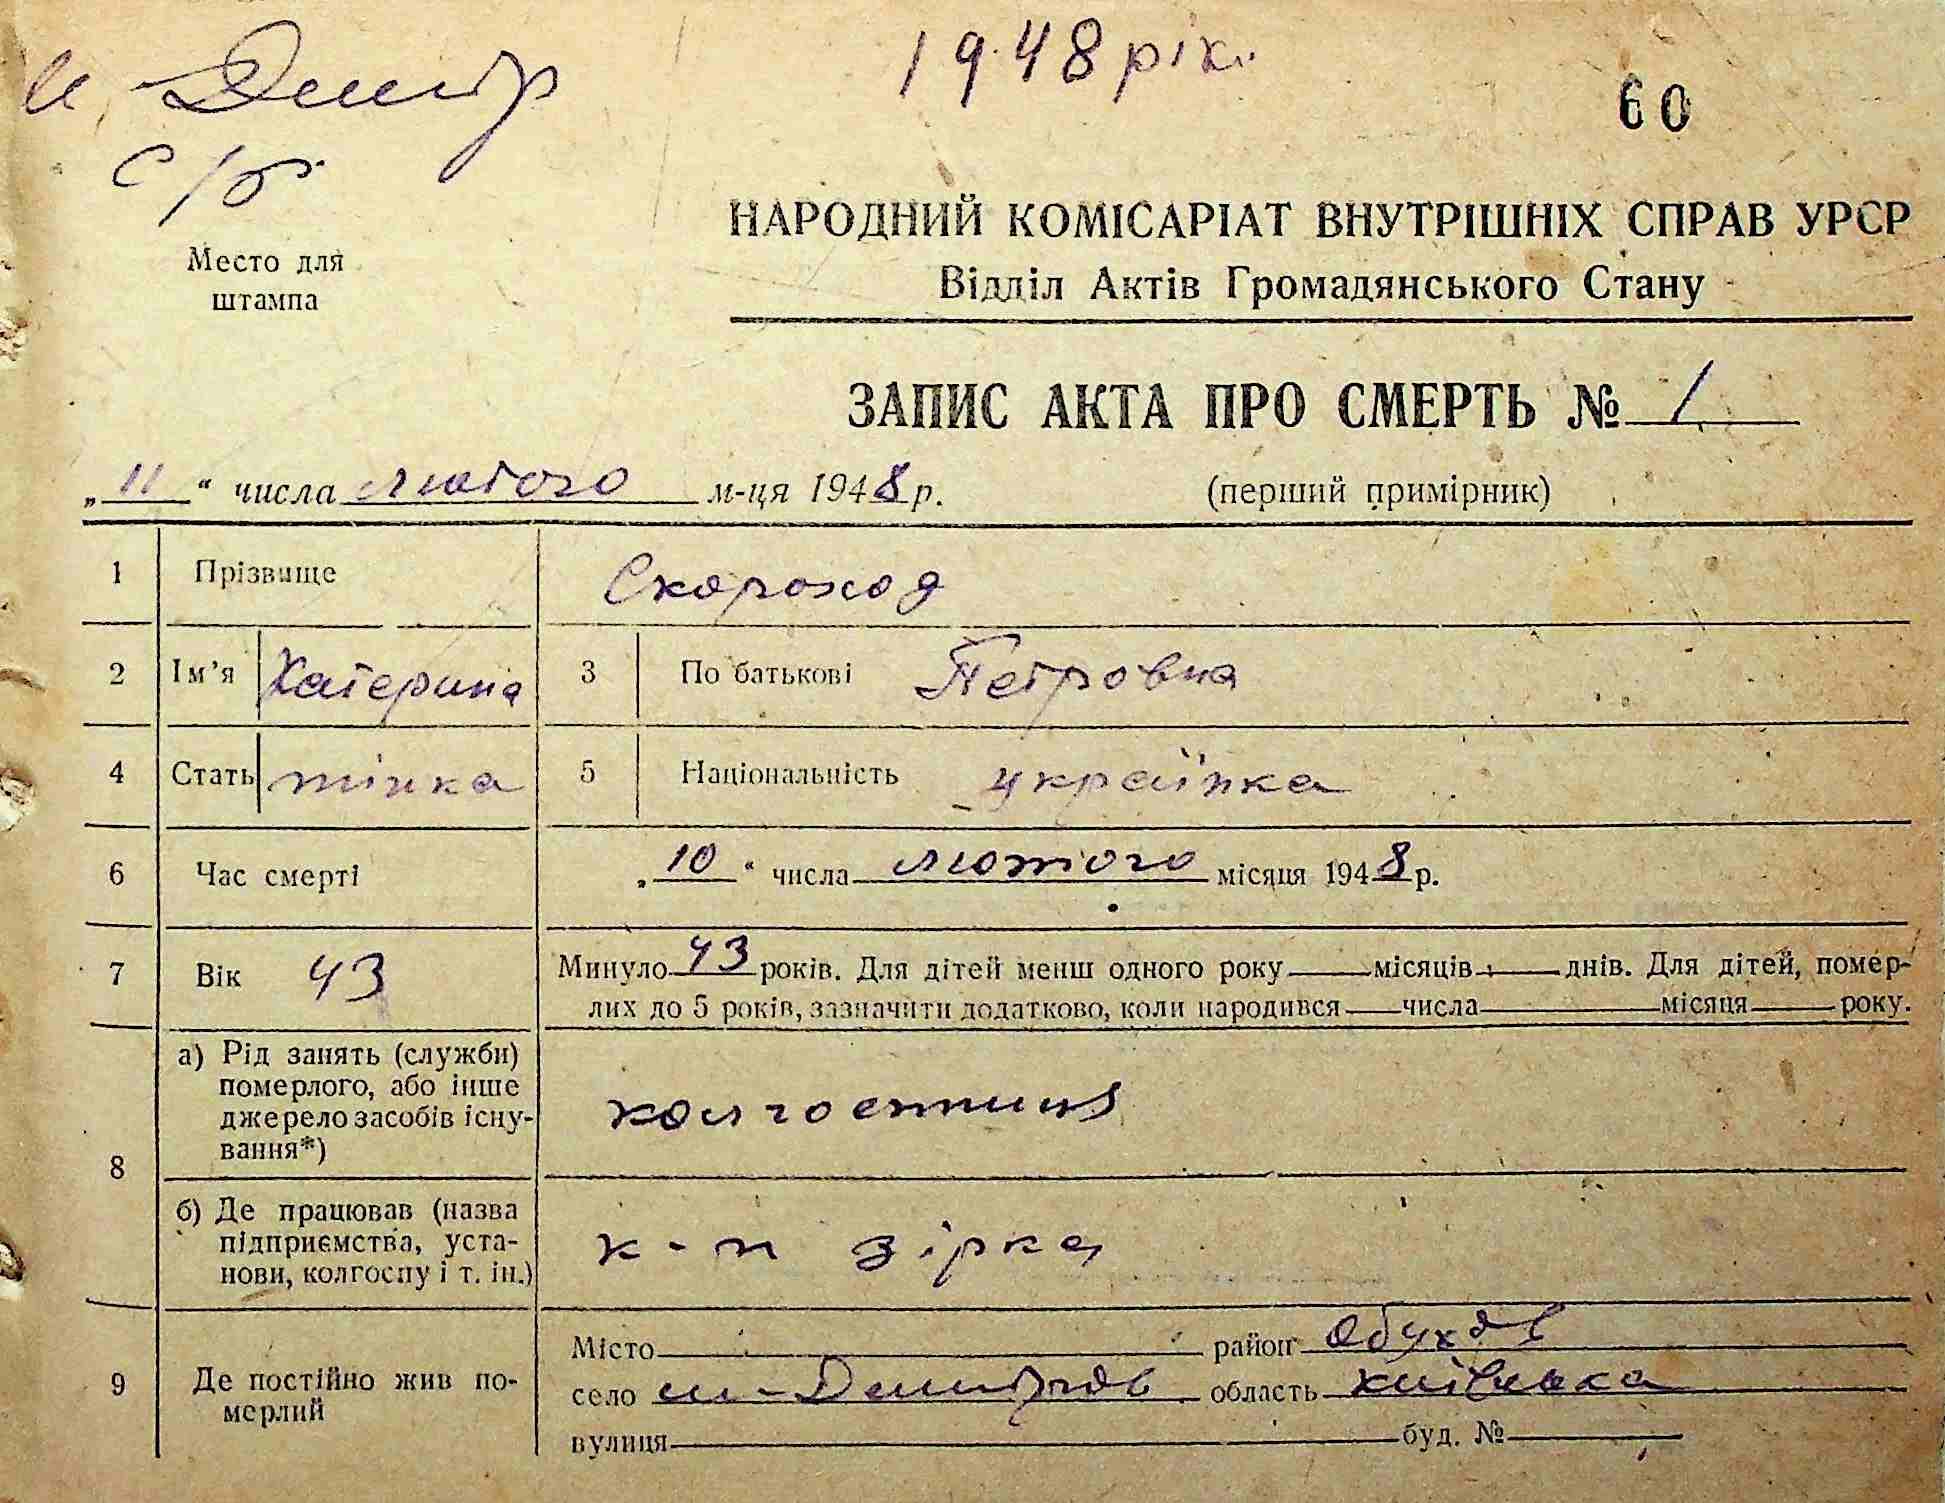 1948 рік.
60
с/б
Место для
штампа
НАРОДНИЙ КОМІСАРІАТ ВНУТРІШНІХ СПРАВ УРСР
Відділ Актів Громадянського Стану
ЗАПИС АКТА ПРО СМЕРТЬ № 1
„11" числа лютого м-ця 1948 р. (перший примірник)
1 Прізвище Скороход
2 Ім'я Катерина 3 По батькові Петровна
4 Стать жінка 5 Національність українка
6 Час смерті „10" числа лютого місяця 1948 р.
7 Вік 43 Минуло 43 років. Для дітей менш одного року місяців, днів. Для дітей, помер-
лих до 5 років, зазначити додатково, коли народився числа місяця року.
8 а) Рід занять (служби)
померлого, або інше
джерело засобів існу-
вання*) колгоспниця
б) Де працював (назва
підприємства, уста-
нови, колгоспу і т. ін.) к-п зірка
9 Де постійно жив по-
мерлий
Місто район Обухов
село область київська
вулиця буд. №